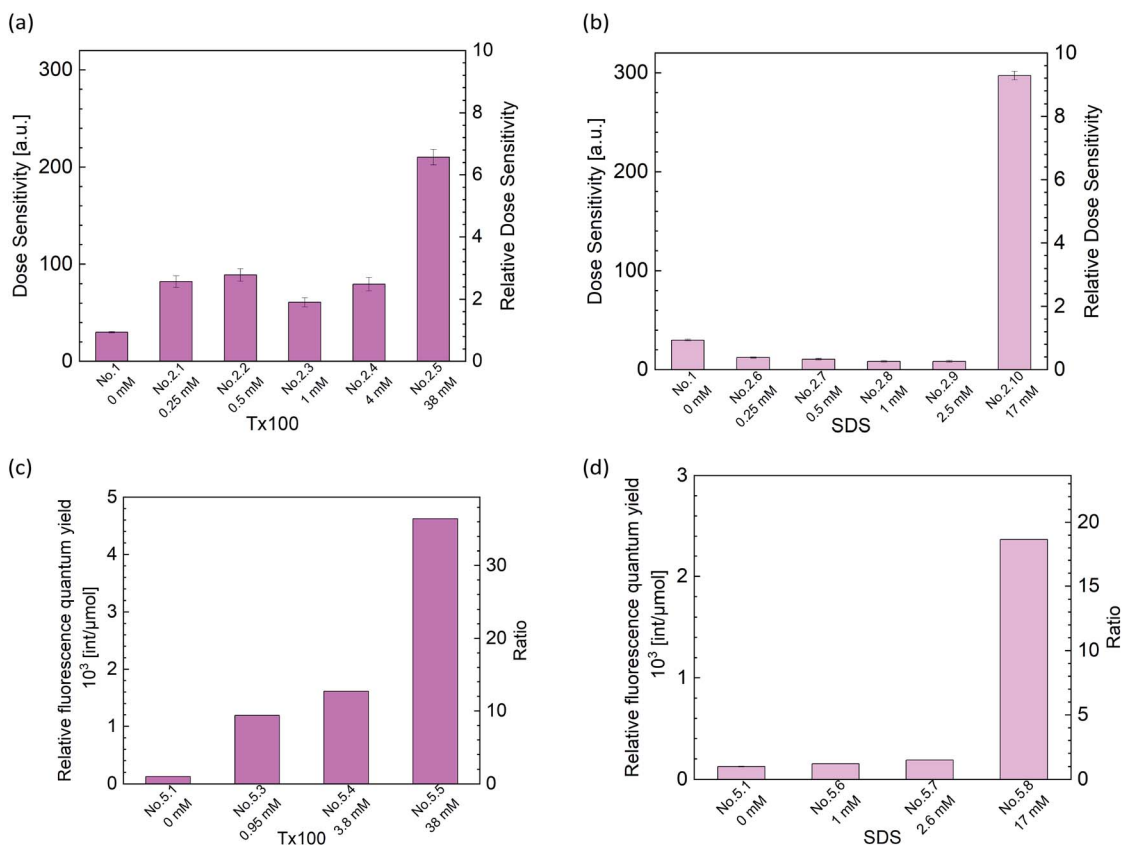 (a)
300
200
100
0
Dose Sensitivity [a.u.]
10
8
6
4
2
0
Relative Dose Sensitivity
No.1
0 mM
No.2.1
0.25 mM
No.2.2
0.5 mM
No.2.3
1 mM
No.2.4
4 mM
No.2.5
38 mM
Tx100
(b)
300
200
100
0
Dose Sensitivity [a.u.]
10
8
6
4
2
0
Relative Dose Sensitivity
No.1
0 mM
No.2.6
0.25 mM
No.2.7
0.5 mM
No.2.8
1 mM
No.2.9
2.5 mM
No.2.10
17 mM
SDS
(c)
5
4
3
2
1
0
Relative fluorescence quantum yield
10³ [int/μmol]
30
20
10
0
Ratio
No.5.1
0 mM
No.5.3
0.95 mM
No.5.4
3.8 mM
No.5.5
38 mM
Tx100
(d)
3
2
1
0
Relative fluorescence quantum yield
10³ [int/μmol]
20
15
10
5
0
Ratio
No.5.1
0 mM
No.5.6
1 mM
No.5.7
2.6 mM
No.5.8
17 mM
SDS